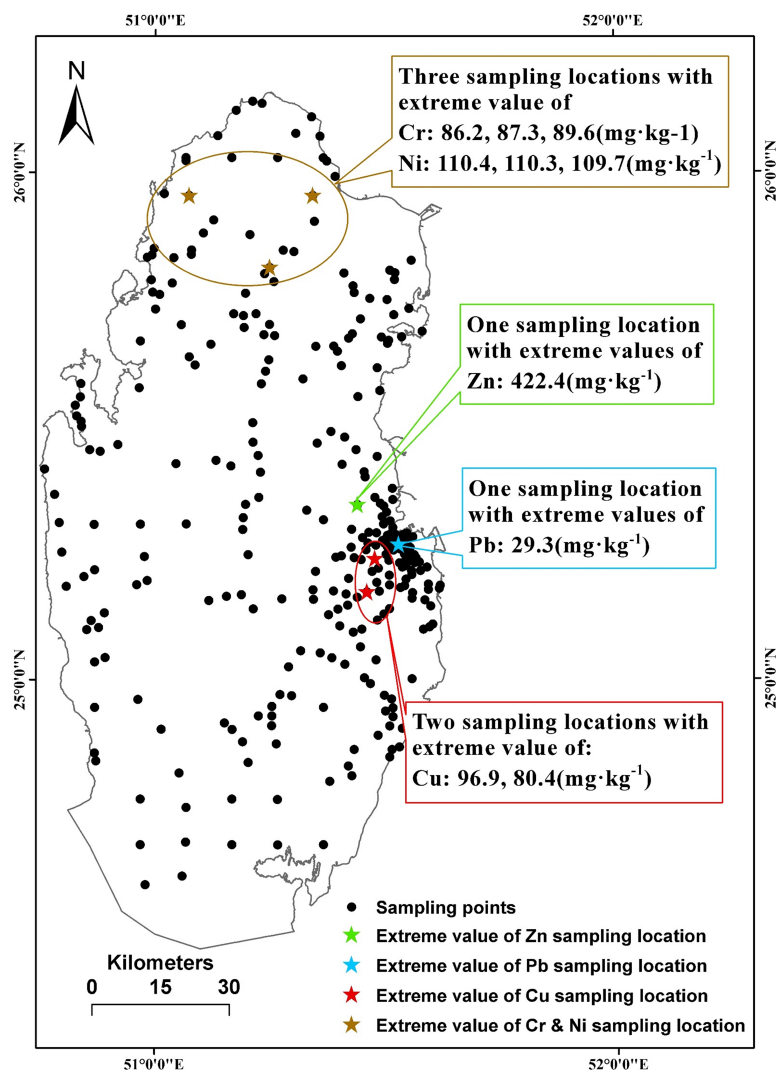 51°0'0"E
52°0'0"E
N
26°0'0"N
26°0'0"N
Three sampling locations with
extreme value of
Cr: 86.2, 87.3, 89.6(mg·kg-1)
Ni: 110.4, 110.3, 109.7(mg·kg⁻¹)
One sampling location
with extreme values of
Zn: 422.4(mg·kg⁻¹)
One sampling location
with extreme values of
Pb: 29.3(mg·kg⁻¹)
25°0'0"N
25°0'0"N
Two sampling locations with
extreme value of:
Cu: 96.9, 80.4(mg·kg⁻¹)
Sampling points
Extreme value of Zn sampling location
Extreme value of Pb sampling location
Extreme value of Cu sampling location
Extreme value of Cr & Ni sampling location
Kilometers
0 15 30
51°0'0"E
52°0'0"E